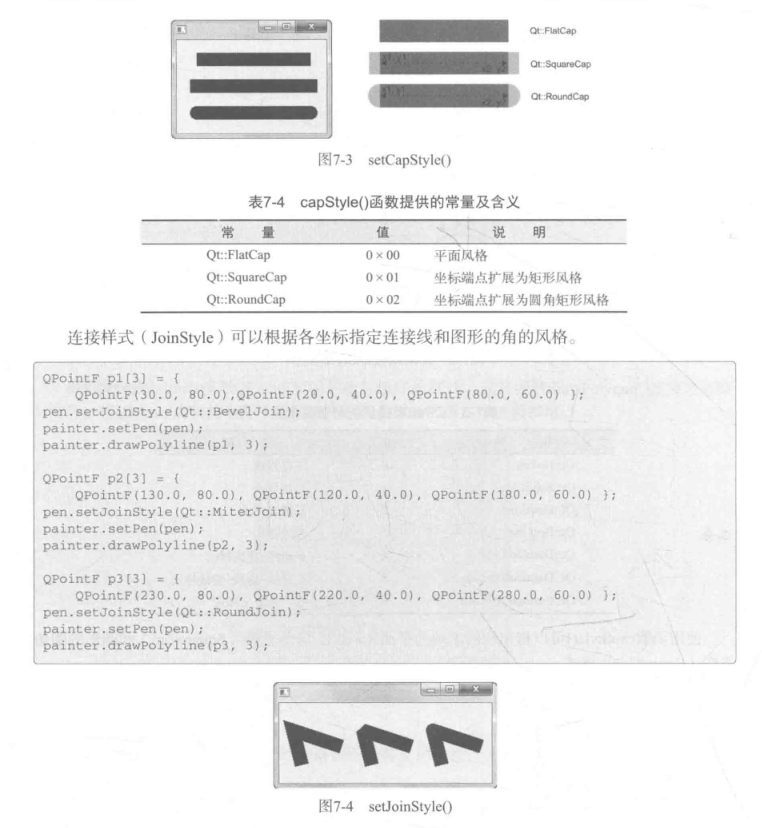 Qt::FlatCap
Qt::SquareCap
Qt::RoundCap
图7-3 setCapStyle()
表7-4 capStyle()函数提供的常量及含义
常 量 值 说 明
Qt::FlatCap 0×00 平面风格
Qt::SquareCap 0×01 坐标端点扩展为矩形风格
Qt::RoundCap 0×02 坐标端点扩展为圆角矩形风格
连接样式（JoinStyle）可以根据各坐标指定连接线和图形的角的风格。
QPointF p1[3] = {
QPointF(30.0, 80.0),QPointF(20.0, 40.0), QPointF(80.0, 60.0) };
pen.setJoinStyle(Qt::BevelJoin);
painter.setPen(pen);
painter.drawPolyline(p1, 3);
QPointF p2[3] = {
QPointF(130.0, 80.0), QPointF(120.0, 40.0), QPointF(180.0, 60.0) };
pen.setJoinStyle(Qt::MiterJoin);
painter.setPen(pen);
painter.drawPolyline(p2, 3);
QPointF p3[3] = {
QPointF(230.0, 80.0), QPointF(220.0, 40.0), QPointF(280.0, 60.0) };
pen.setJoinStyle(Qt::RoundJoin);
painter.setPen(pen);
painter.drawPolyline(p3, 3);
图7-4 setJoinStyle()